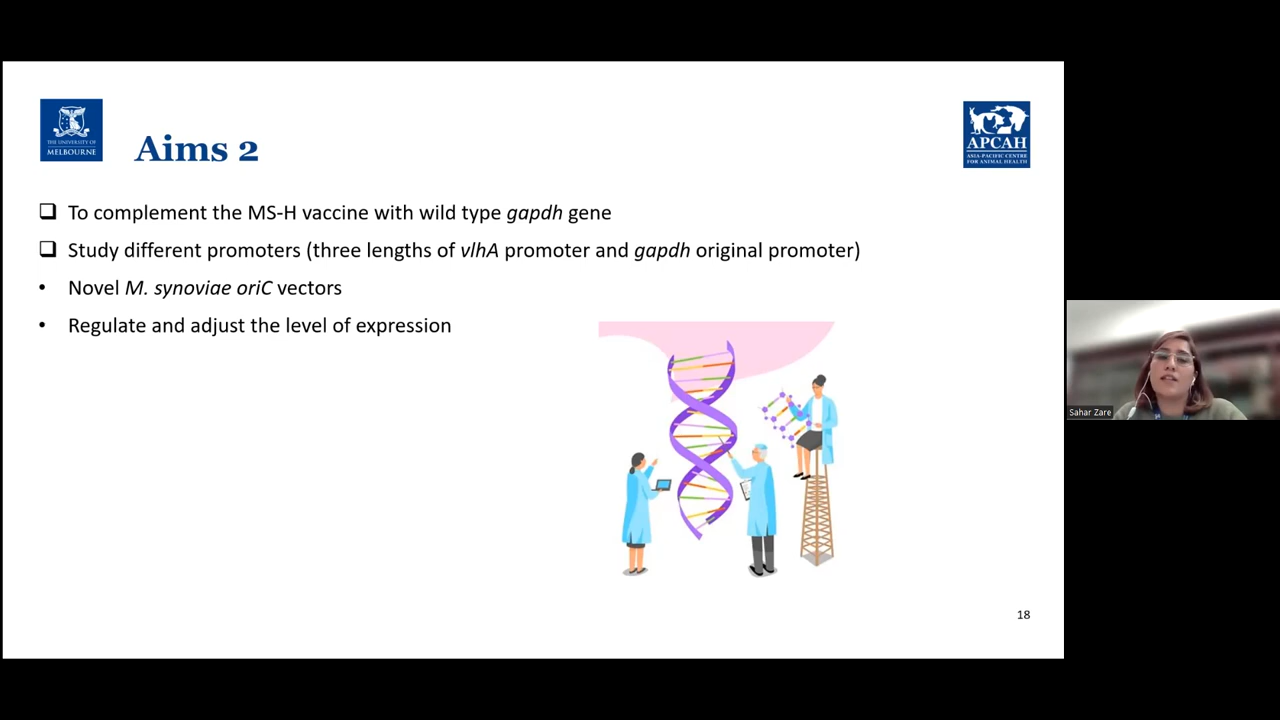 THE UNIVERSITY OF
MELBOURNE
Aims 2
APCAH
ASIA-PACIFIC CENTRE
FOR ANIMAL HEALTH
❑ To complement the MS-H vaccine with wild type gapdh gene
❑ Study different promoters (three lengths of vlhA promoter and gapdh original promoter)
• Novel M. synoviae oriC vectors
• Regulate and adjust the level of expression
Sahar Zare
18